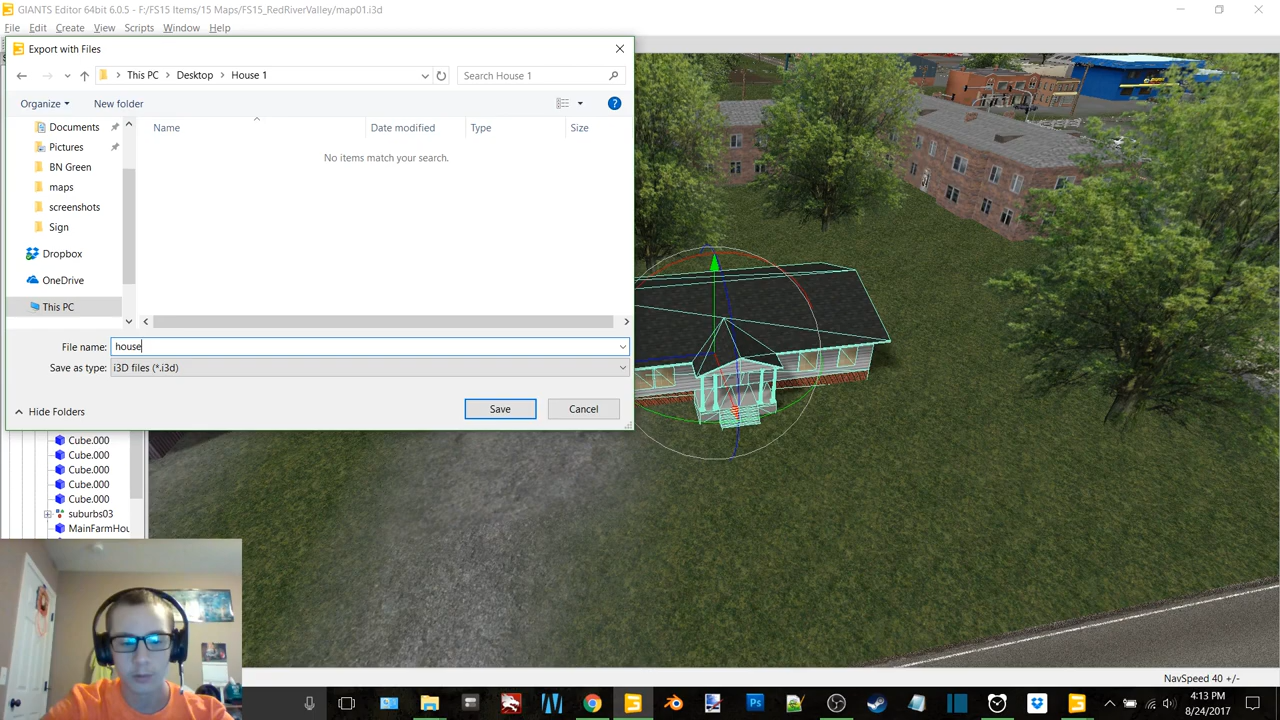 GIANTS Editor 64bit 6.0.5 - F:/FS15 Items/15 Maps/FS15_RedRiverValley/map01.i3d
File Edit Create View Scripts Window Help
Export with Files
This PC > Desktop > House 1
Search House 1
Organize New folder
Name Date modified Type Size
No items match your search.
Documents
Pictures
BN Green
maps
screenshots
Sign
Dropbox
OneDrive
This PC
File name: house
Save as type: i3D files (*.i3d)
Hide Folders Save Cancel
Cube.000
Cube.000
Cube.000
Cube.000
Cube.000
suburbs03
MainFarmHou
NavSpeed 40 +/-
4:13 PM
8/24/2017